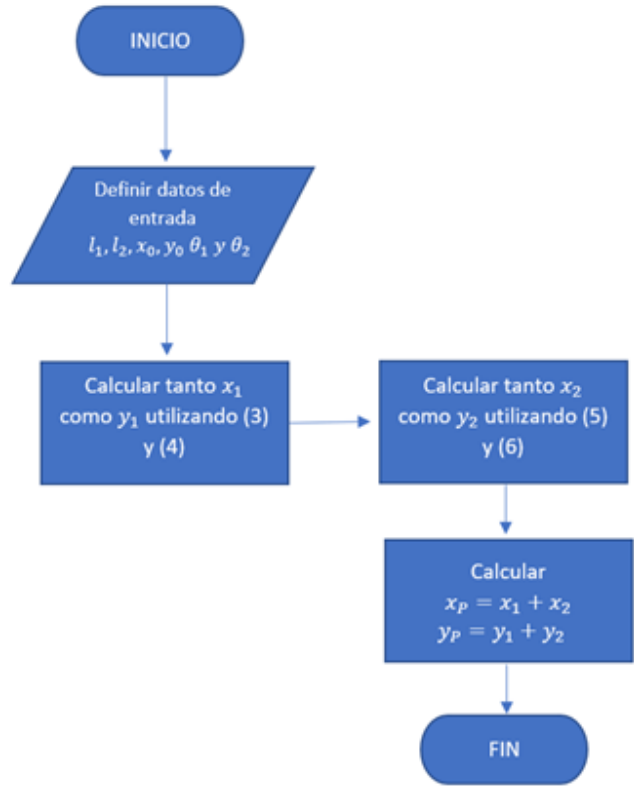 INICIO
Definir datos de
entrada
l₁, l₂, x₀, y₀ θ₁ y θ₂
Calcular tanto x₁
como y₁ utilizando (3)
y (4)
Calcular tanto x₂
como y₂ utilizando (5)
y (6)
Calcular
x_P = x₁ + x₂
y_P = y₁ + y₂
FIN